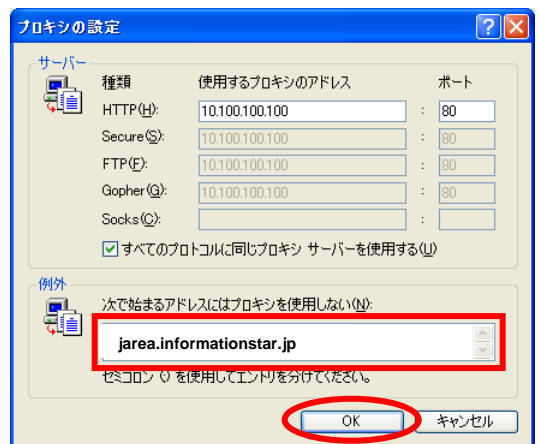 プロキシの設定
サーバー
種類 使用するプロキシのアドレス ポート
HTTP(H): 10.100.100.100 : 80
Secure(S): 10.100.100.100 : 80
FTP(F): 10.100.100.100 : 80
Gopher(G): 10.100.100.100 : 80
Socks(C): :
すべてのプロトコルに同じプロキシ サーバーを使用する(U)
例外
次で始まるアドレスにはプロキシを使用しない(N):
jarea.informationstar.jp
セミコロン (;) を使用してエントリを分けてください。
OK キャンセル